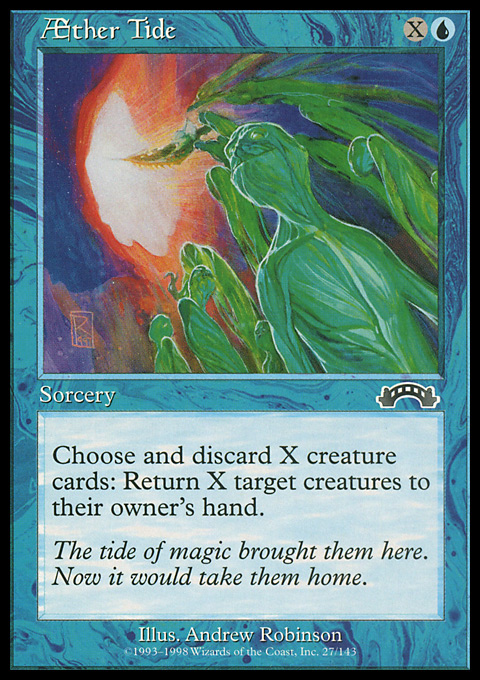 Æther Tide X
Sorcery
Choose and discard X creature
cards: Return X target creatures to
their owner's hand.
The tide of magic brought them here.
Now it would take them home.
Illus. Andrew Robinson
©1993–1998 Wizards of the Coast, Inc. 27/143